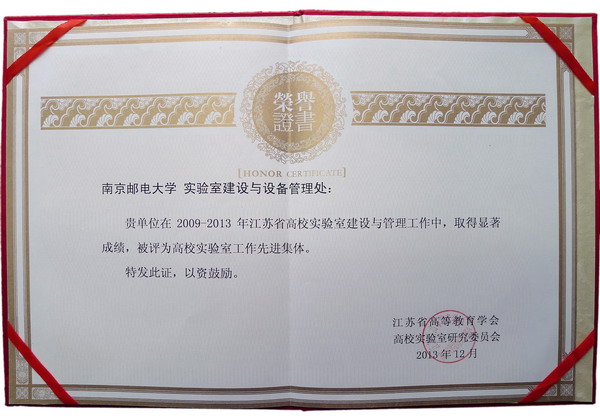 榮譽
證書
[HONOR CERTIFICATE]
南京邮电大学 实验室建设与设备管理处：
贵单位在 2009-2013 年江苏省高校实验室建设与管理工作中，取得显著
成绩，被评为高校实验室工作先进集体。
特发此证，以资鼓励。
江苏省高等教育学会
高校实验室研究委员会
2013 年 12 月